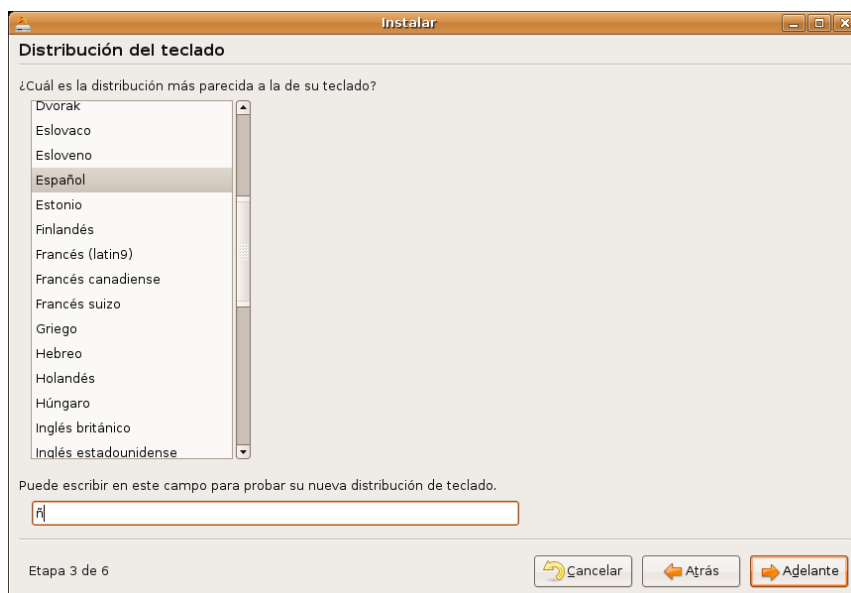 Instalar
Distribución del teclado
¿Cuál es la distribución más parecida a la de su teclado?
Dvorak
Eslovaco
Esloveno
Español
Estonio
Finlandés
Francés (latin9)
Francés canadiense
Francés suizo
Griego
Hebreo
Holandés
Húngaro
Inglés británico
Inglés estadounidense
Puede escribir en este campo para probar su nueva distribución de teclado.
ñ
Etapa 3 de 6 Cancelar Atrás Adelante